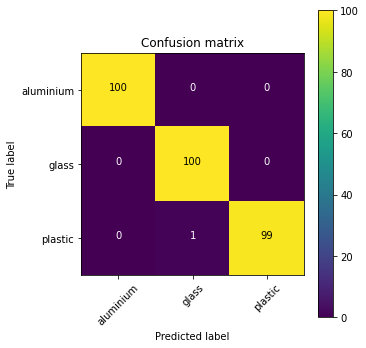 Confusion matrix
True label
aluminium 100 0 0
glass 0 100 0
plastic 0 1 99
aluminium glass plastic
Predicted label
100
80
60
40
20
0